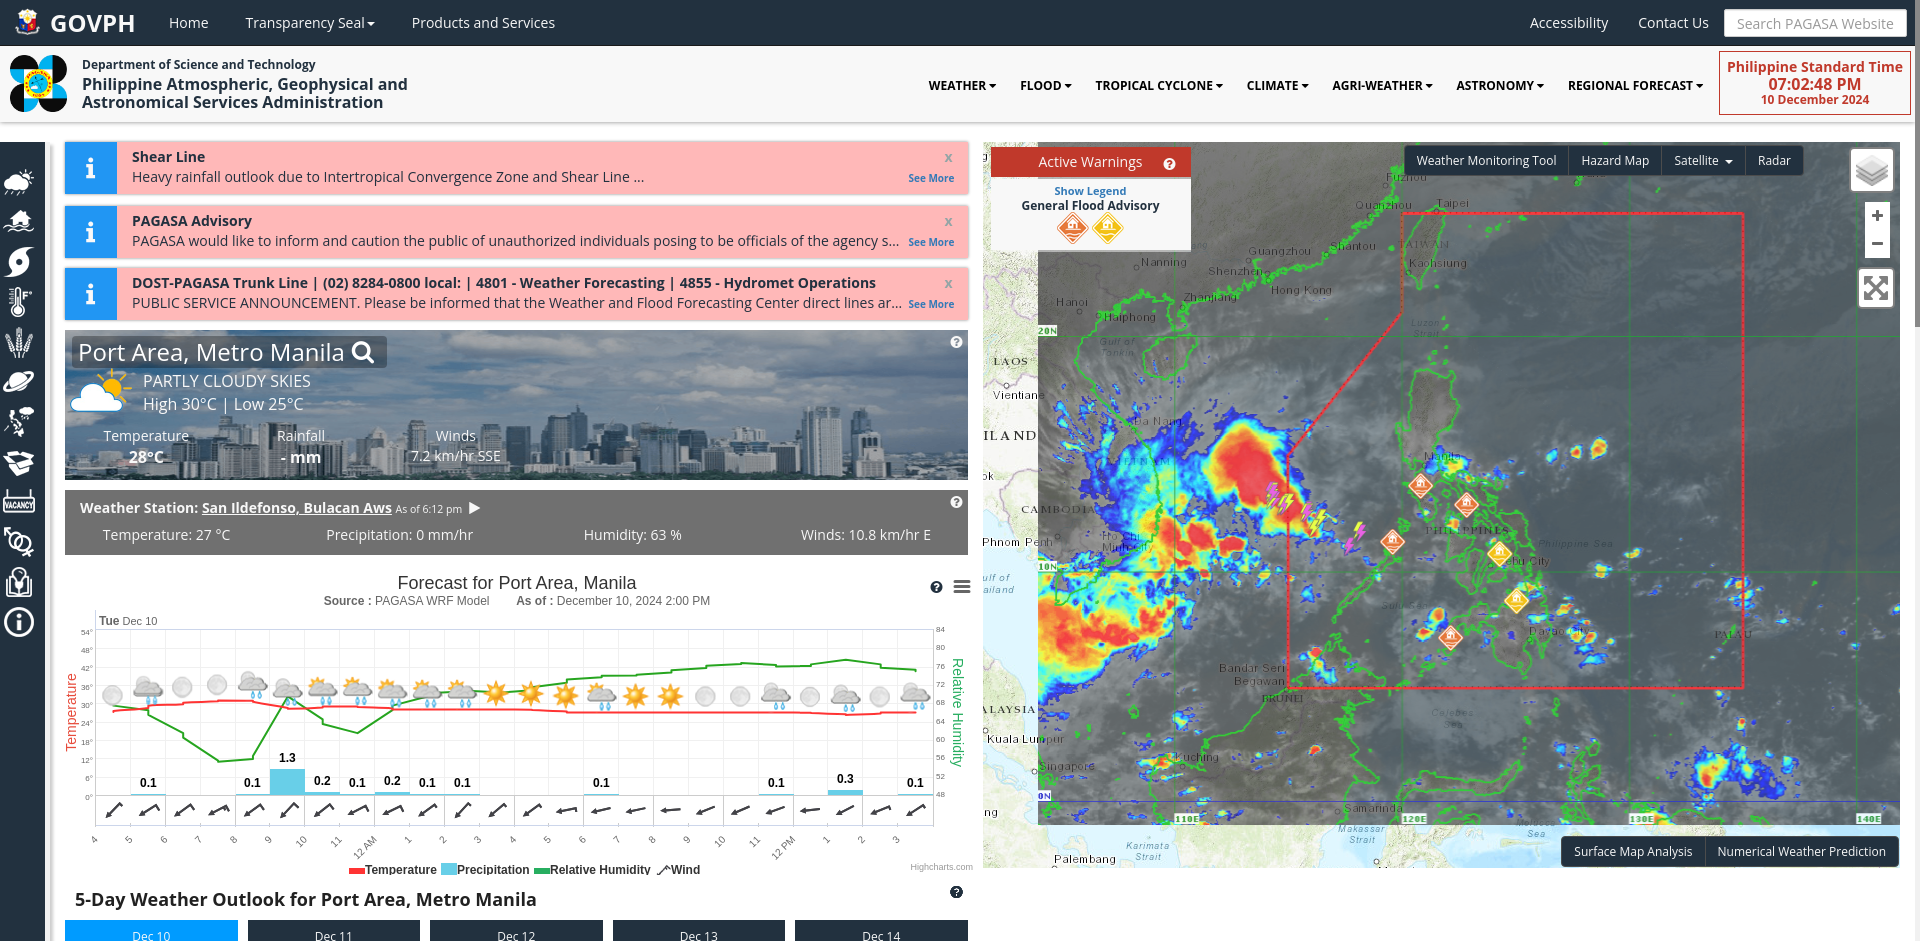 GOVPH
Home
Transparency Seal
Products and Services
Accessibility
Contact Us
Search PAGASA Website
Department of Science and Technology
Philippine Atmospheric, Geophysical and
Astronomical Services Administration
WEATHER
FLOOD
TROPICAL CYCLONE
CLIMATE
AGRI-WEATHER
ASTRONOMY
REGIONAL FORECAST
Philippine Standard Time
07:02:48 PM
10 December 2024
Shear Line
x
Heavy rainfall outlook due to Intertropical Convergence Zone and Shear Line ...
See More
PAGASA Advisory
x
PAGASA would like to inform and caution the public of unauthorized individuals posing to be officials of the agency s...
See More
DOST-PAGASA Trunk Line | (02) 8284-0800 local: | 4801 - Weather Forecasting | 4855 - Hydromet Operations
x
PUBLIC SERVICE ANNOUNCEMENT. Please be informed that the Weather and Flood Forecasting Center direct lines ar...
See More
Port Area, Metro Manila
PARTLY CLOUDY SKIES
High 30°C | Low 25°C
Temperature
28°C
Rainfall
- mm
Winds
7.2 km/hr SSE
Weather Station: San Ildefonso, Bulacan Aws As of 6:12 pm
Temperature: 27 °C
Precipitation: 0 mm/hr
Humidity: 63 %
Winds: 10.8 km/hr E
Forecast for Port Area, Manila
Source : PAGASA WRF Model As of : December 10, 2024 2:00 PM
Tue Dec 10
Temperature
54°
48°
42°
36°
30°
24°
18°
12°
6°
0°
84
80
76
72
68
64
60
56
52
48
Relative Humidity
0.1
0.1
1.3
0.2
0.1
0.2
0.1
0.1
0.1
0.1
0.3
0.1
4
5
6
7
8
9
10
11
12 AM
1
2
3
4
5
6
7
8
9
10
11
12 PM
1
2
3
Temperature
Precipitation
Relative Humidity
Wind
Highcharts.com
5-Day Weather Outlook for Port Area, Metro Manila
Dec 10
Dec 11
Dec 12
Dec 13
Dec 14
VACANCY
Active Warnings
Show Legend
General Flood Advisory
Weather Monitoring Tool
Hazard Map
Satellite
Radar
+
−
Fuzhou
Quanzhou
Taipei
Guangzhou
Shantou
TAIWAN
Nanning
Shenzhen
Kaohsiung
Hanoi
Zhanjiang
Hong Kong
Haiphong
20N
Luzon
Strait
Gulf of
Tonkin
LAOS
Vientiane
Da Nang
ILAND
Manila
VIETNAM
ok
CAMBODIA
PHILIPPINES
Phnom Penh
Ho Chi
Minh City
Philippine Sea
Cebu City
10N
ulf of
ailand
Davao City
PALAU
Bandar Seri
Begawan
BRUNEI
ALAYSIA
Celebes
Sea
Kuala Lumpur
Kuching
Singapore
0N
ng
Samarinda
110E
120E
130E
140E
Karimata
Strait
Makassar
Strait
Sea
Palembang
Surface Map Analysis
Numerical Weather Prediction